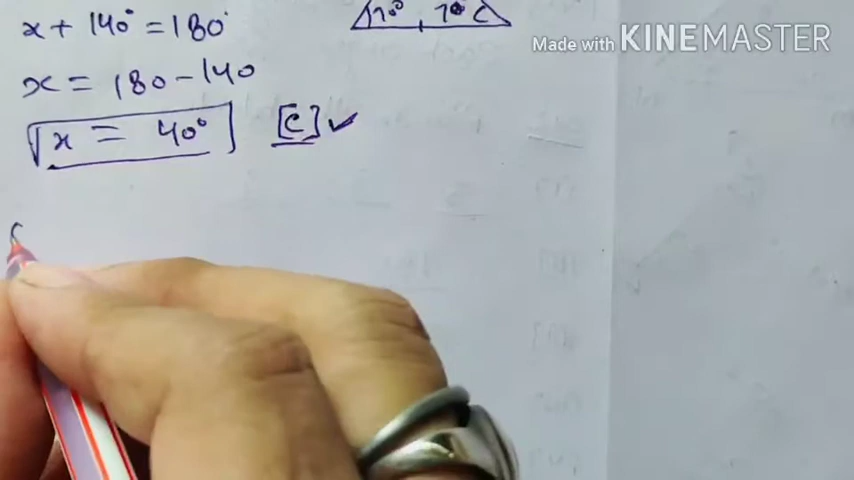 x + 140° = 180°
70° 70° C
Made with KINEMASTER
x = 180 - 140
x = 40° [c] ✓